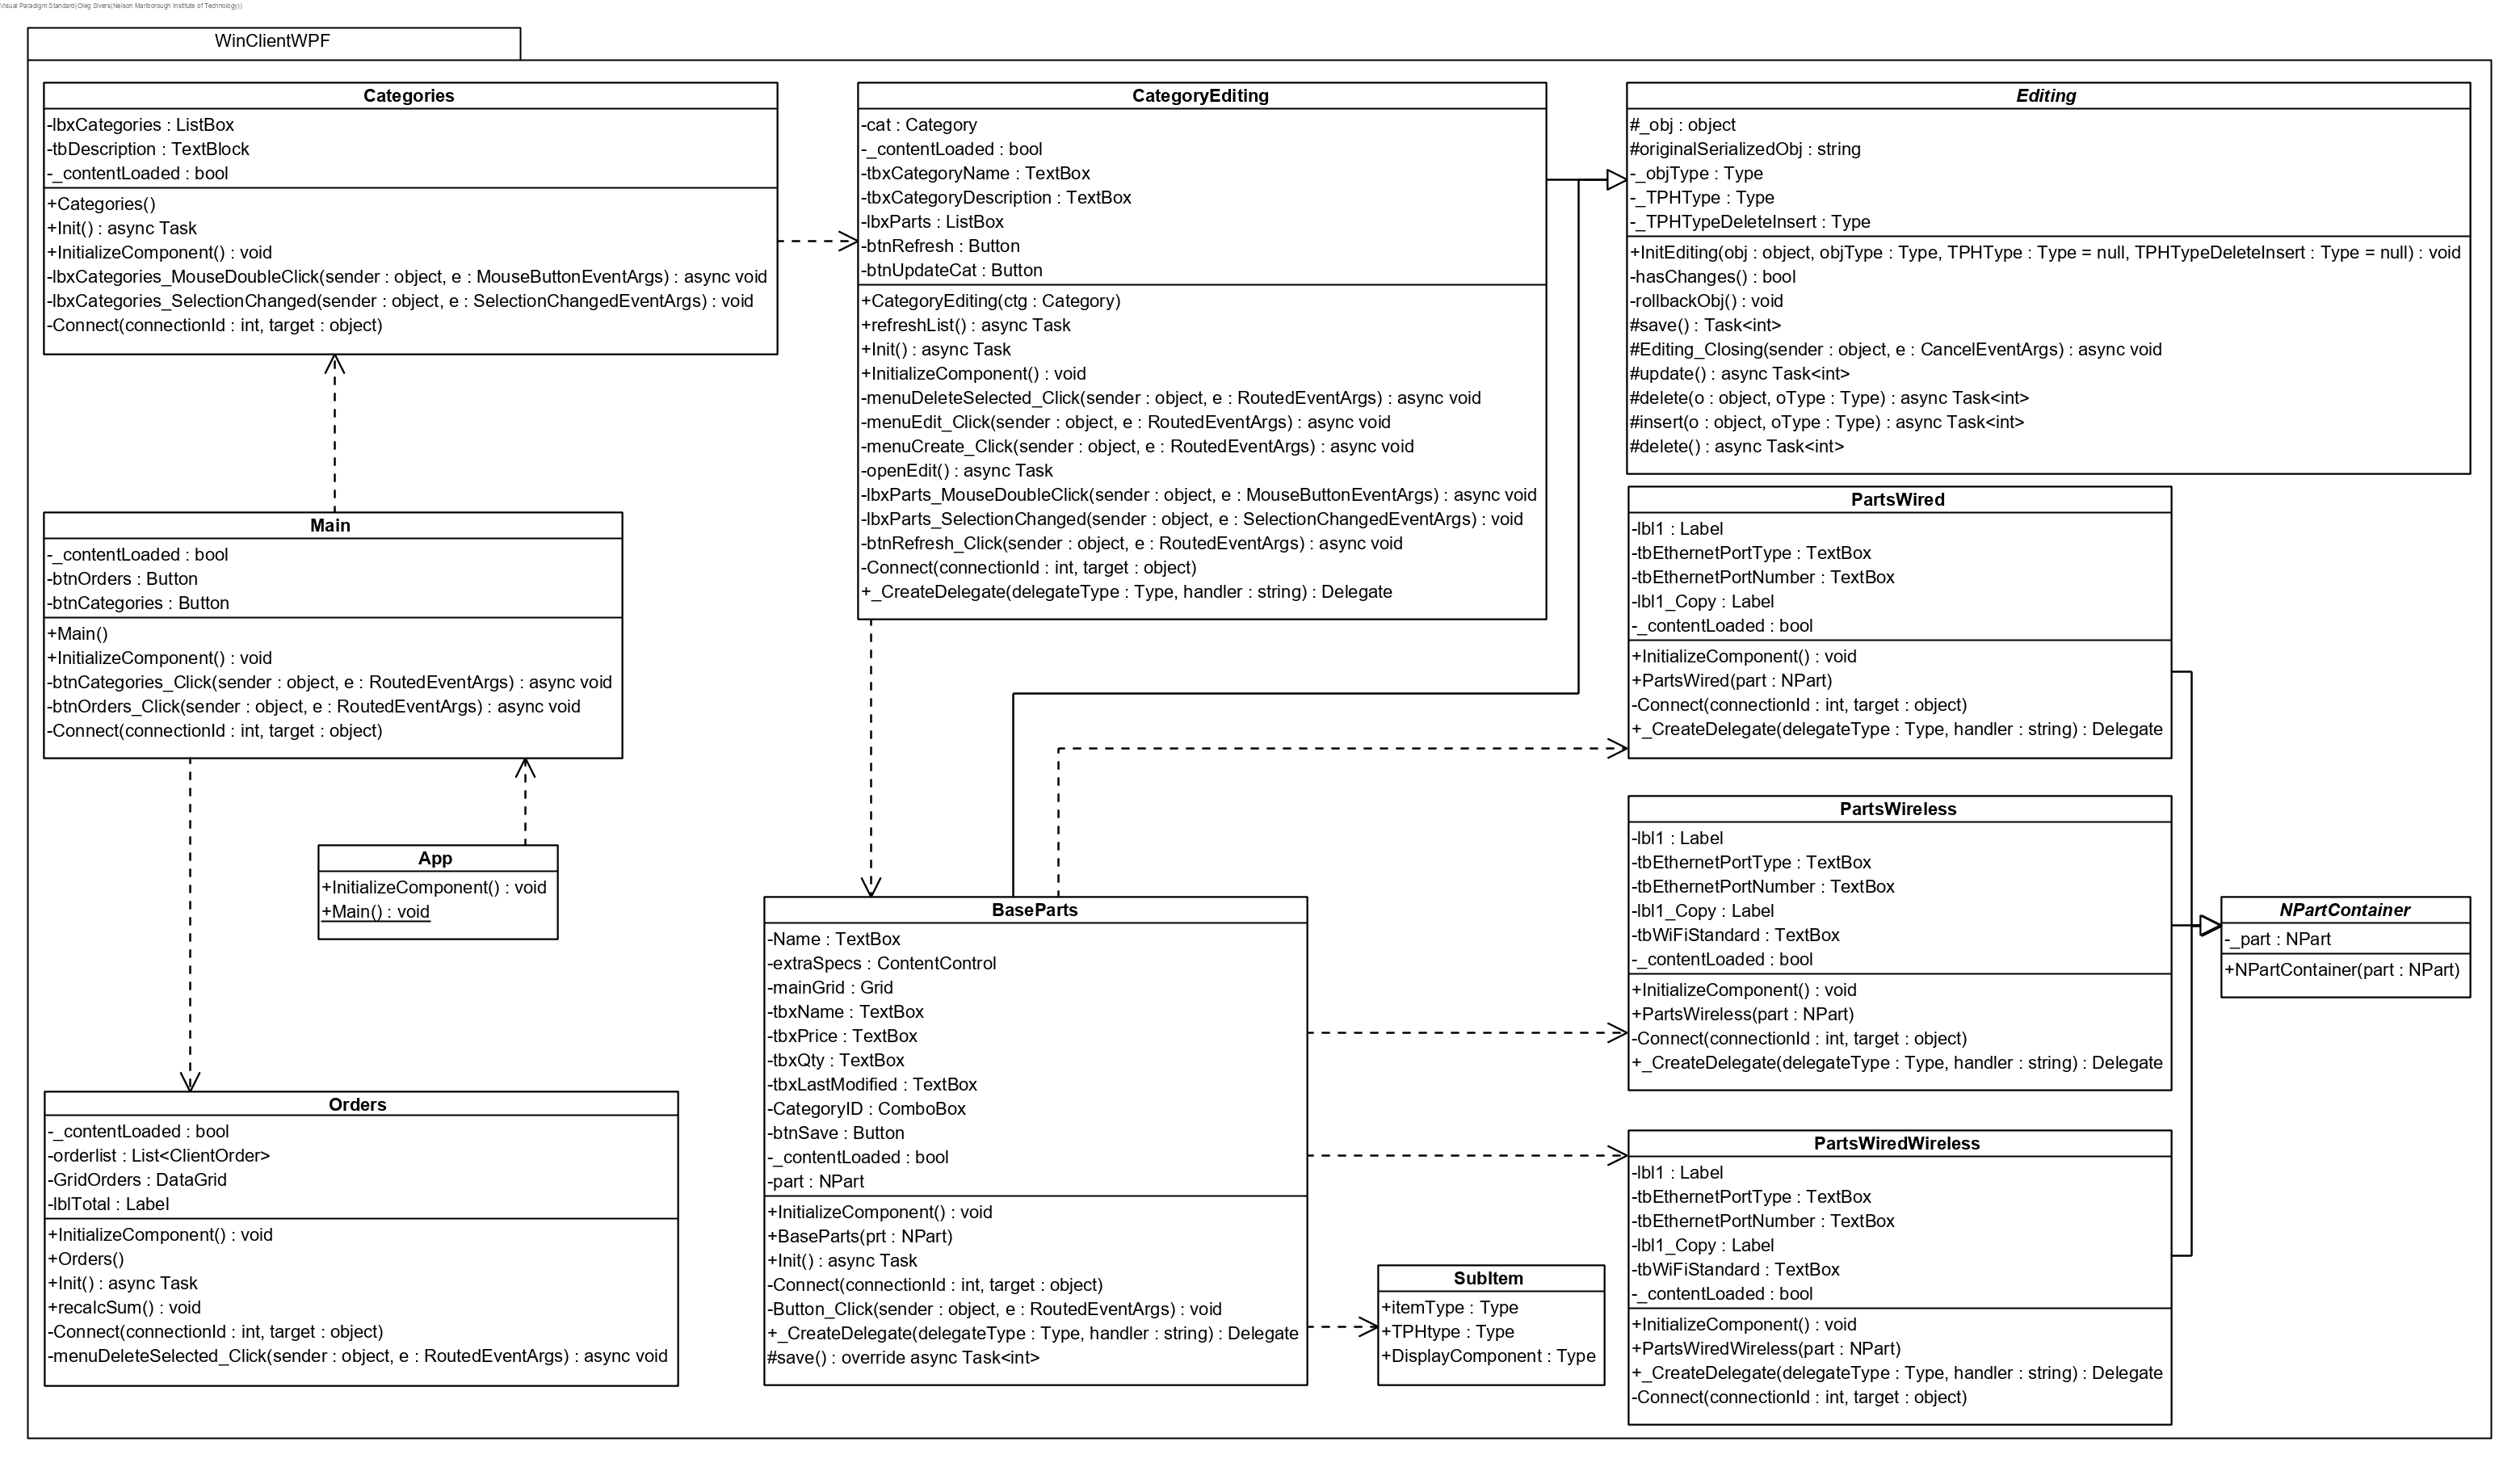 Visual Paradigm Standard(Oleg Sivers(Nelson Marlborough Institute of Technology))
WinClientWPF
Categories
-lbxCategories : ListBox
-tbDescription : TextBlock
-_contentLoaded : bool
+Categories()
+Init() : async Task
+InitializeComponent() : void
-lbxCategories_MouseDoubleClick(sender : object, e : MouseButtonEventArgs) : async void
-lbxCategories_SelectionChanged(sender : object, e : SelectionChangedEventArgs) : void
-Connect(connectionId : int, target : object)
CategoryEditing
-cat : Category
-_contentLoaded : bool
-tbxCategoryName : TextBox
-tbxCategoryDescription : TextBox
-lbxParts : ListBox
-btnRefresh : Button
-btnUpdateCat : Button
+CategoryEditing(ctg : Category)
+refreshList() : async Task
+Init() : async Task
+InitializeComponent() : void
-menuDeleteSelected_Click(sender : object, e : RoutedEventArgs) : async void
-menuEdit_Click(sender : object, e : RoutedEventArgs) : async void
-menuCreate_Click(sender : object, e : RoutedEventArgs) : async void
-openEdit() : async Task
-lbxParts_MouseDoubleClick(sender : object, e : MouseButtonEventArgs) : async void
-lbxParts_SelectionChanged(sender : object, e : SelectionChangedEventArgs) : void
-btnRefresh_Click(sender : object, e : RoutedEventArgs) : async void
-Connect(connectionId : int, target : object)
+_CreateDelegate(delegateType : Type, handler : string) : Delegate
Editing
#_obj : object
#originalSerializedObj : string
-_objType : Type
-_TPHType : Type
-_TPHTypeDeleteInsert : Type
+InitEditing(obj : object, objType : Type, TPHType : Type = null, TPHTypeDeleteInsert : Type = null) : void
-hasChanges() : bool
-rollbackObj() : void
#save() : Task<int>
#Editing_Closing(sender : object, e : CancelEventArgs) : async void
#update() : async Task<int>
#delete(o : object, oType : Type) : async Task<int>
#insert(o : object, oType : Type) : async Task<int>
#delete() : async Task<int>
Main
-_contentLoaded : bool
-btnOrders : Button
-btnCategories : Button
+Main()
+InitializeComponent() : void
-btnCategories_Click(sender : object, e : RoutedEventArgs) : async void
-btnOrders_Click(sender : object, e : RoutedEventArgs) : async void
-Connect(connectionId : int, target : object)
PartsWired
-lbl1 : Label
-tbEthernetPortType : TextBox
-tbEthernetPortNumber : TextBox
-lbl1_Copy : Label
-_contentLoaded : bool
+InitializeComponent() : void
+PartsWired(part : NPart)
-Connect(connectionId : int, target : object)
+_CreateDelegate(delegateType : Type, handler : string) : Delegate
App
+InitializeComponent() : void
+Main() : void
PartsWireless
-lbl1 : Label
-tbEthernetPortType : TextBox
-tbEthernetPortNumber : TextBox
-lbl1_Copy : Label
-tbWiFiStandard : TextBox
-_contentLoaded : bool
+InitializeComponent() : void
+PartsWireless(part : NPart)
-Connect(connectionId : int, target : object)
+_CreateDelegate(delegateType : Type, handler : string) : Delegate
NPartContainer
-_part : NPart
+NPartContainer(part : NPart)
BaseParts
-Name : TextBox
-extraSpecs : ContentControl
-mainGrid : Grid
-tbxName : TextBox
-tbxPrice : TextBox
-tbxQty : TextBox
-tbxLastModified : TextBox
-CategoryID : ComboBox
-btnSave : Button
-_contentLoaded : bool
-part : NPart
+InitializeComponent() : void
+BaseParts(prt : NPart)
+Init() : async Task
-Connect(connectionId : int, target : object)
-Button_Click(sender : object, e : RoutedEventArgs) : void
+_CreateDelegate(delegateType : Type, handler : string) : Delegate
#save() : override async Task<int>
Orders
-_contentLoaded : bool
-orderlist : List<ClientOrder>
-GridOrders : DataGrid
-lblTotal : Label
+InitializeComponent() : void
+Orders()
+Init() : async Task
+recalcSum() : void
-Connect(connectionId : int, target : object)
-menuDeleteSelected_Click(sender : object, e : RoutedEventArgs) : async void
SubItem
+itemType : Type
+TPHtype : Type
+DisplayComponent : Type
PartsWiredWireless
-lbl1 : Label
-tbEthernetPortType : TextBox
-tbEthernetPortNumber : TextBox
-lbl1_Copy : Label
-tbWiFiStandard : TextBox
-_contentLoaded : bool
+InitializeComponent() : void
+PartsWiredWireless(part : NPart)
+_CreateDelegate(delegateType : Type, handler : string) : Delegate
-Connect(connectionId : int, target : object)